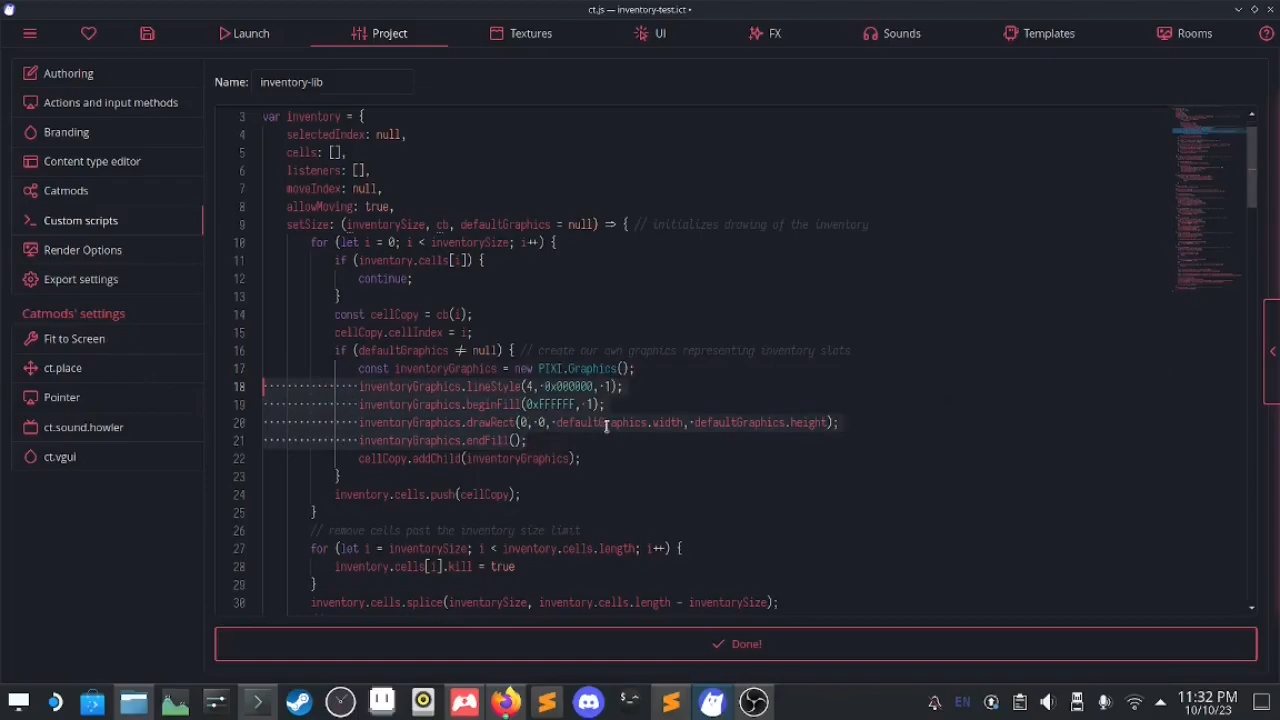 ct.js — inventory-test.ict •
Launch
Project
Textures
UI
FX
Sounds
Templates
Rooms
Authoring
Actions and input methods
Branding
Content type editor
Catmods
Custom scripts
Render Options
Export settings
Catmods' settings
Fit to Screen
ct.place
Pointer
ct.sound.howler
ct.vgui
Name: inventory-lib
3 var inventory = {
4 selectedIndex: null,
5 cells: [],
6 listeners: [],
7 moveIndex: null,
8 allowMoving: true,
9 setSize: (inventorySize, cb, defaultGraphics = null) => { // initializes drawing of the inventory
10 for (let i = 0; i < inventorySize; i++) {
11 if (inventory.cells[i]) {
12 continue;
13 }
14 const cellCopy = cb(i);
15 cellCopy.cellIndex = i;
16 if (defaultGraphics ≠ null) { // create our own graphics representing inventory slots
17 const inventoryGraphics = new PIXI.Graphics();
18 inventoryGraphics.lineStyle(4, 0x000000, 1);
19 inventoryGraphics.beginFill(0xFFFFFF, 1);
20 inventoryGraphics.drawRect(0, 0, defaultGraphics.width, defaultGraphics.height);
21 inventoryGraphics.endFill();
22 cellCopy.addChild(inventoryGraphics);
23 }
24 inventory.cells.push(cellCopy);
25 }
26 // remove cells past the inventory size limit
27 for (let i = inventorySize; i < inventory.cells.length; i++) {
28 inventory.cells[i].kill = true
29 }
30 inventory.cells.splice(inventorySize, inventory.cells.length - inventorySize);
Done!
EN
11:32 PM
10/10/23